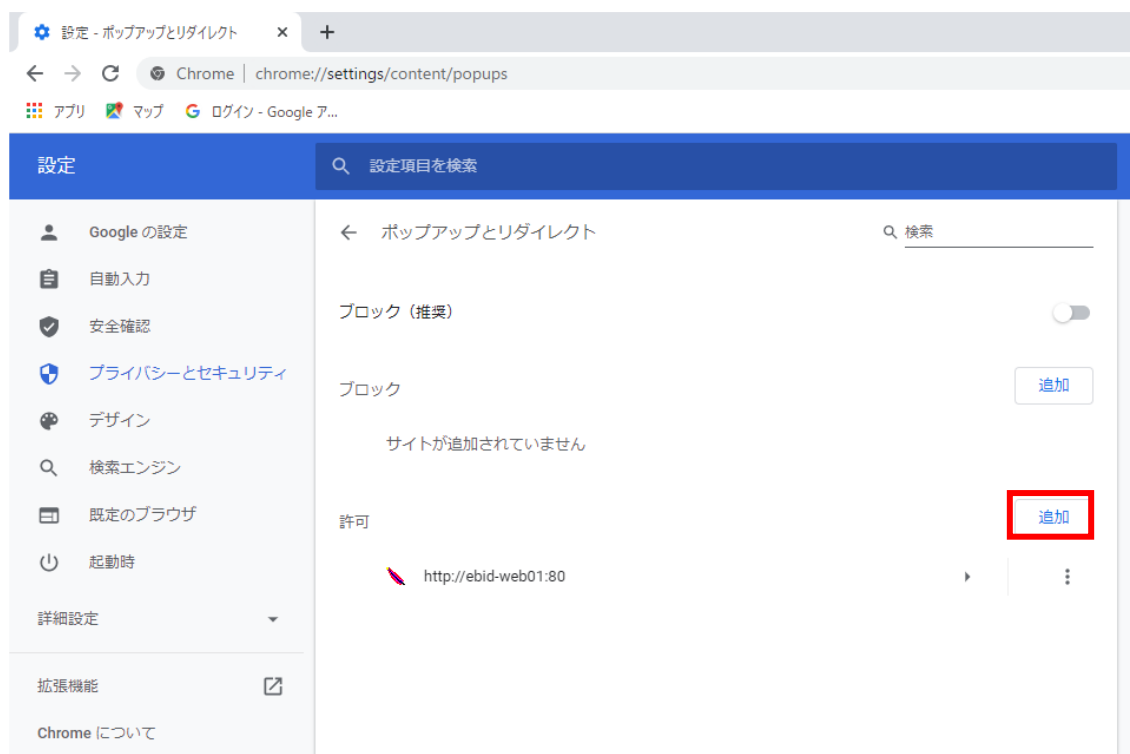 設定 - ポップアップとリダイレクト
Chrome | chrome://settings/content/popups
アプリ マップ G ログイン - Google ア...
設定
設定項目を検索
Google の設定
自動入力
安全確認
プライバシーとセキュリティ
デザイン
検索エンジン
既定のブラウザ
起動時
詳細設定
拡張機能
Chrome について
ポップアップとリダイレクト
検索
ブロック（推奨）
ブロック
追加
サイトが追加されていません
許可
追加
http://ebid-web01:80